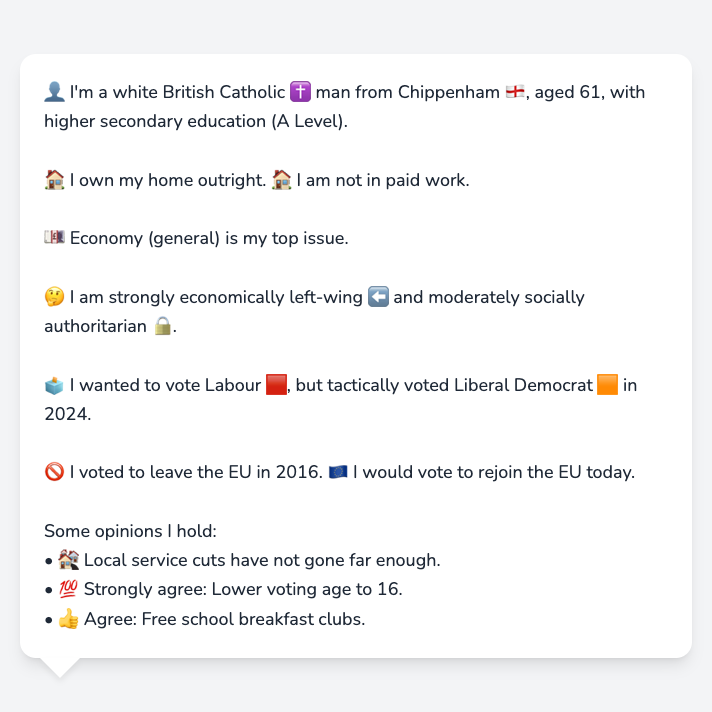 👤 I'm a white British Catholic ✝️ man from Chippenham 🏴󠁧󠁢󠁥󠁮󠁧󠁿, aged 61, with
higher secondary education (A Level).
🏠 I own my home outright. 🏠 I am not in paid work.
💷 Economy (general) is my top issue.
🤔 I am strongly economically left-wing ⬅️ and moderately socially
authoritarian 🔒.
🗳️ I wanted to vote Labour 🟥, but tactically voted Liberal Democrat 🟧 in
2024.
🚫 I voted to leave the EU in 2016. 🇪🇺 I would vote to rejoin the EU today.
Some opinions I hold:
• 🏚️ Local service cuts have not gone far enough.
• 💯 Strongly agree: Lower voting age to 16.
• 👍 Agree: Free school breakfast clubs.